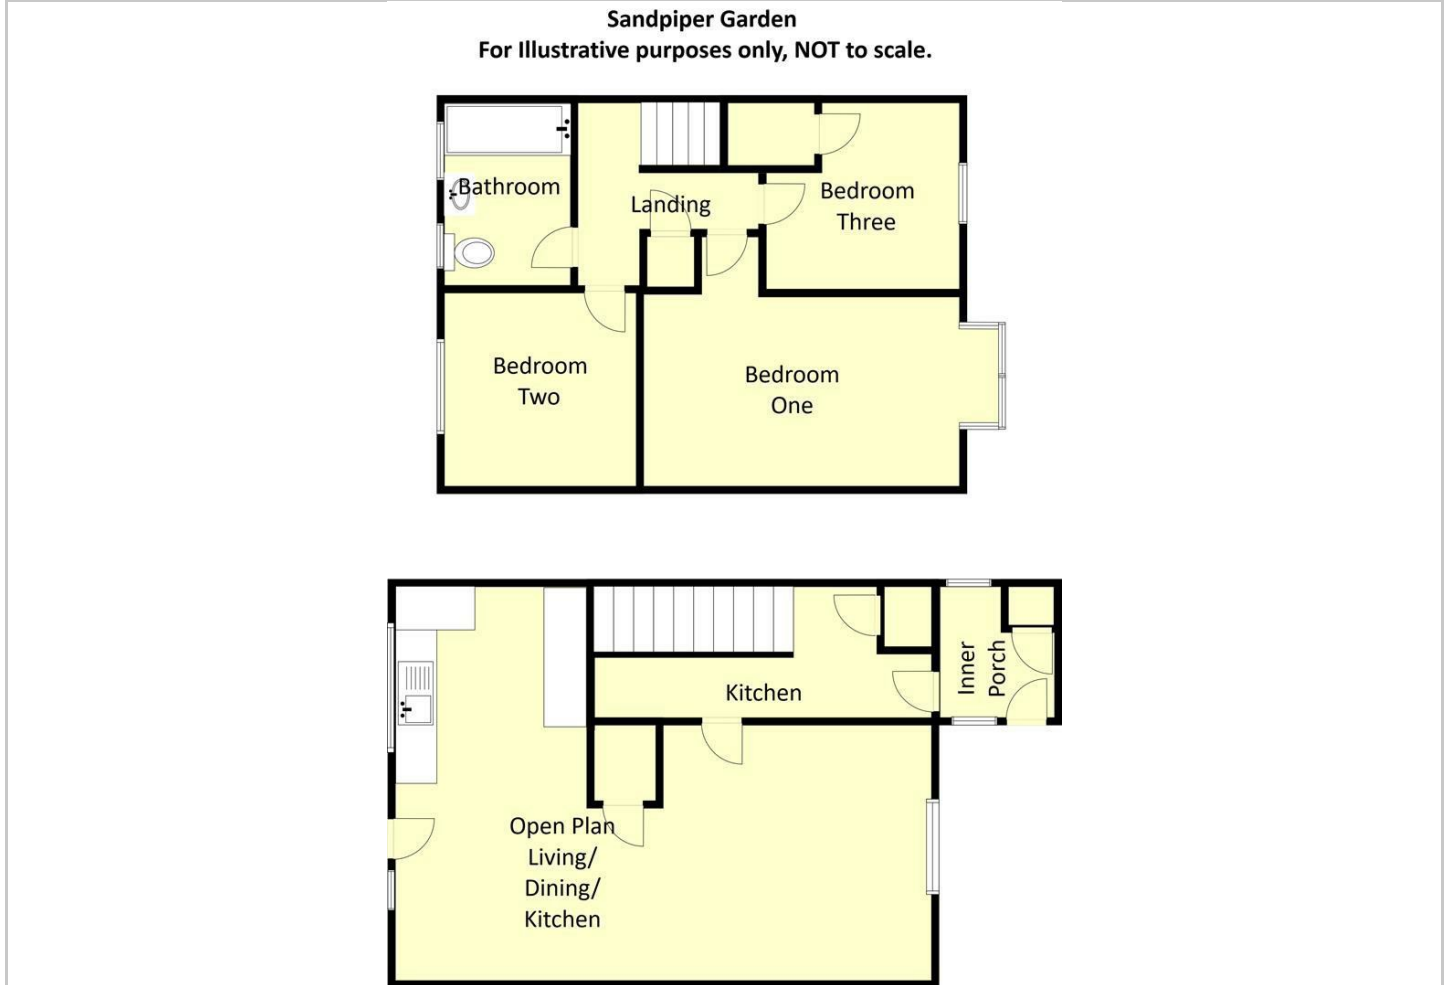 Sandpiper Garden
For Illustrative purposes only, NOT to scale.
Bathroom
Landing
Bedroom
Three
Bedroom
Two
Bedroom
One
Kitchen
Inner
Porch
Open Plan
Living/
Dining/
Kitchen